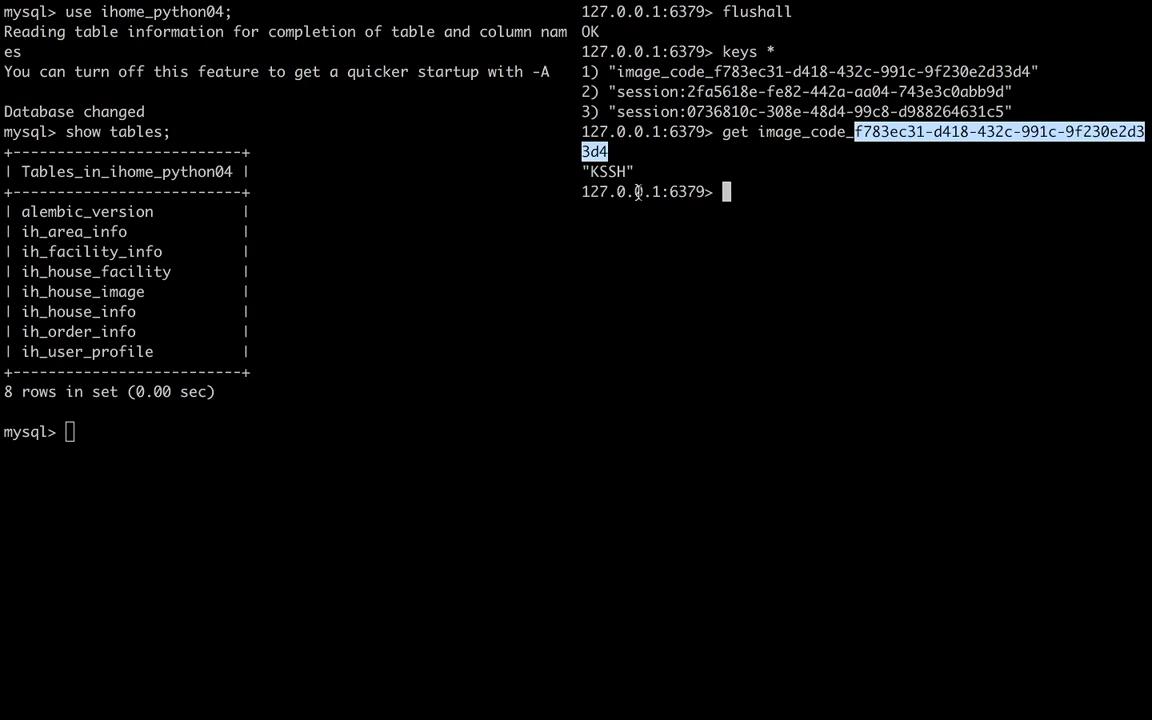 mysql> use ihome_python04;
Reading table information for completion of table and column nam
es
You can turn off this feature to get a quicker startup with -A
Database changed
mysql> show tables;
+-------------------------+
| Tables_in_ihome_python04 |
+-------------------------+
| alembic_version |
| ih_area_info |
| ih_facility_info |
| ih_house_facility |
| ih_house_image |
| ih_house_info |
| ih_order_info |
| ih_user_profile |
+-------------------------+
8 rows in set (0.00 sec)
mysql>
127.0.0.1:6379> flushall
OK
127.0.0.1:6379> keys *
1) "image_code_f783ec31-d418-432c-991c-9f230e2d33d4"
2) "session:2fa5618e-fe82-442a-aa04-743e3c0abb9d"
3) "session:0736810c-308e-48d4-99c8-d988264631c5"
127.0.0.1:6379> get image_code_f783ec31-d418-432c-991c-9f230e2d3
3d4
"KSSH"
127.0.0.1:6379>